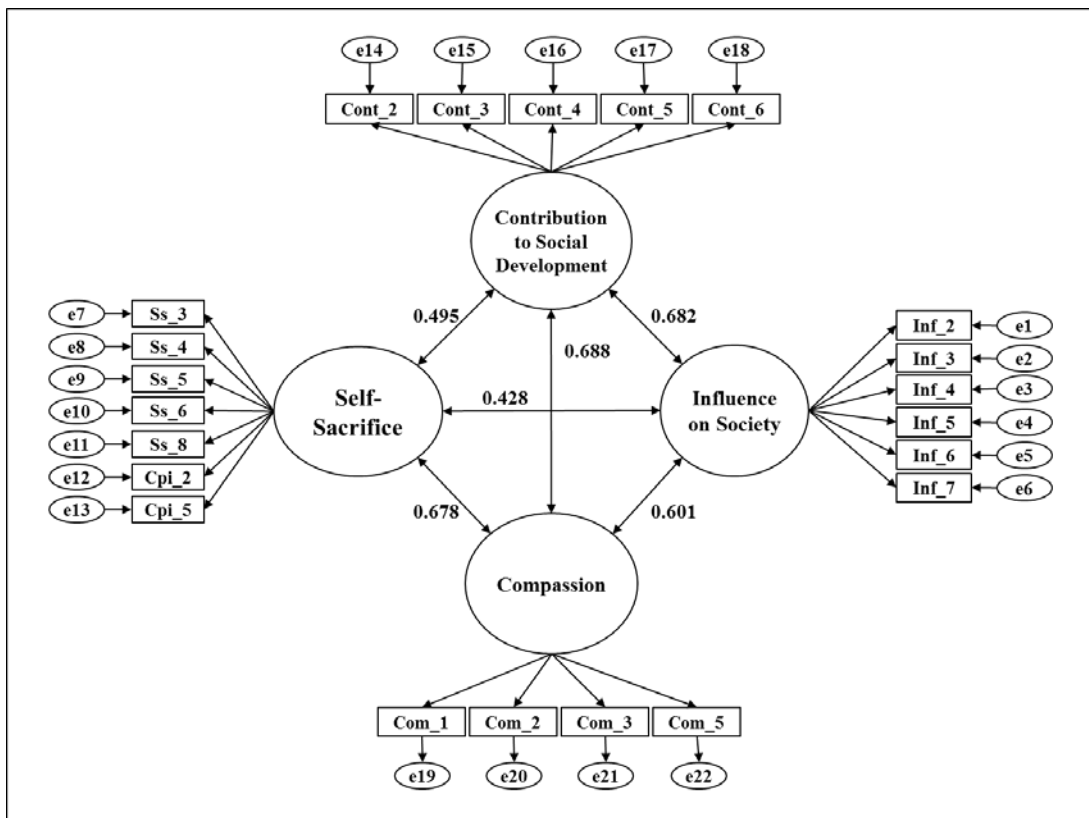 e14 e15 e16 e17 e18
Cont_2 Cont_3 Cont_4 Cont_5 Cont_6
Contribution
to Social
Development
0.495 0.682
0.688
e7 Ss_3
e8 Ss_4
e9 Ss_5
e10 Ss_6
e11 Ss_8
e12 Cpi_2
e13 Cpi_5
Self-
Sacrifice
0.428
Influence
on Society
Inf_2 e1
Inf_3 e2
Inf_4 e3
Inf_5 e4
Inf_6 e5
Inf_7 e6
0.678 0.601
Compassion
Com_1 Com_2 Com_3 Com_5
e19 e20 e21 e22